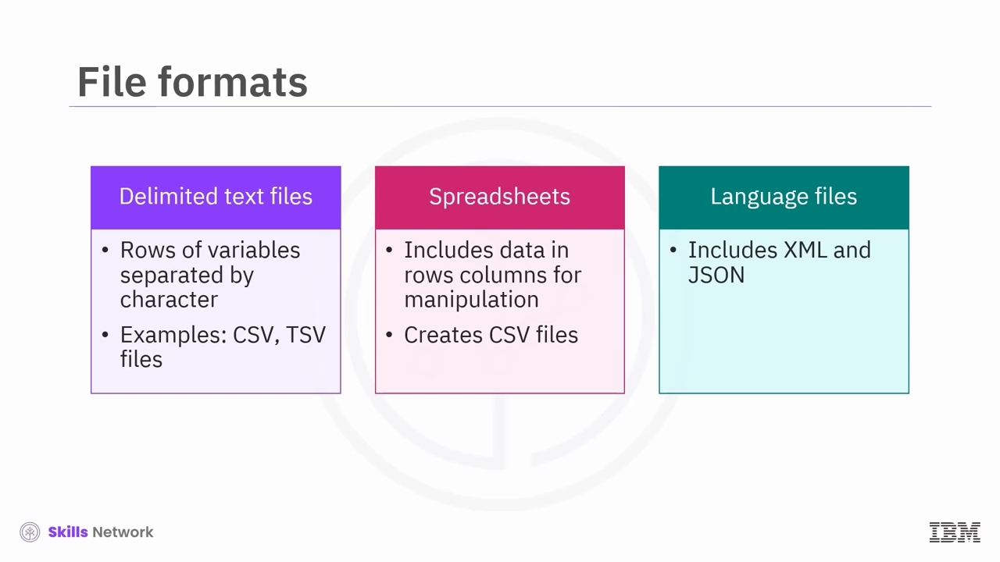 File formats
Delimited text files
• Rows of variables
separated by
character
• Examples: CSV, TSV
files
Spreadsheets
• Includes data in
rows columns for
manipulation
• Creates CSV files
Language files
• Includes XML and
JSON
Skills Network
IBM